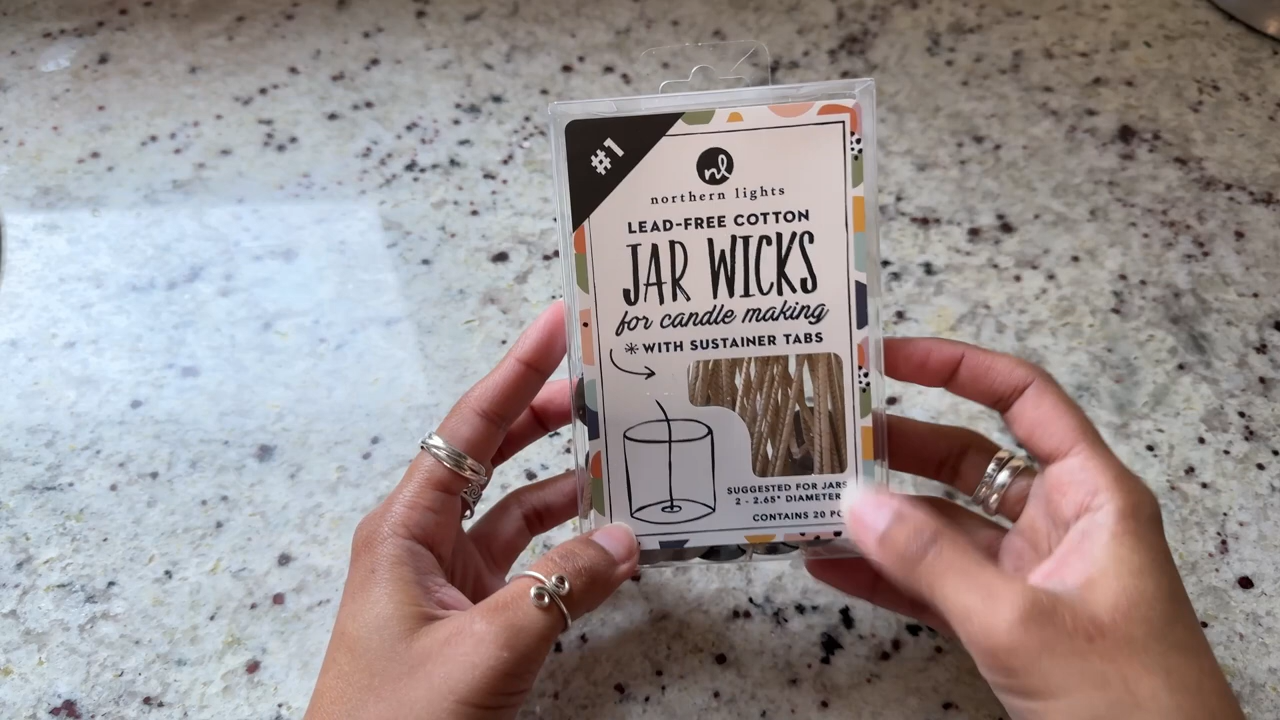 #1
nl
northern lights
LEAD-FREE COTTON
JAR WICKS
for candle making
*WITH SUSTAINER TABS
SUGGESTED FOR JARS
2 - 2.65" DIAMETER
CONTAINS 20